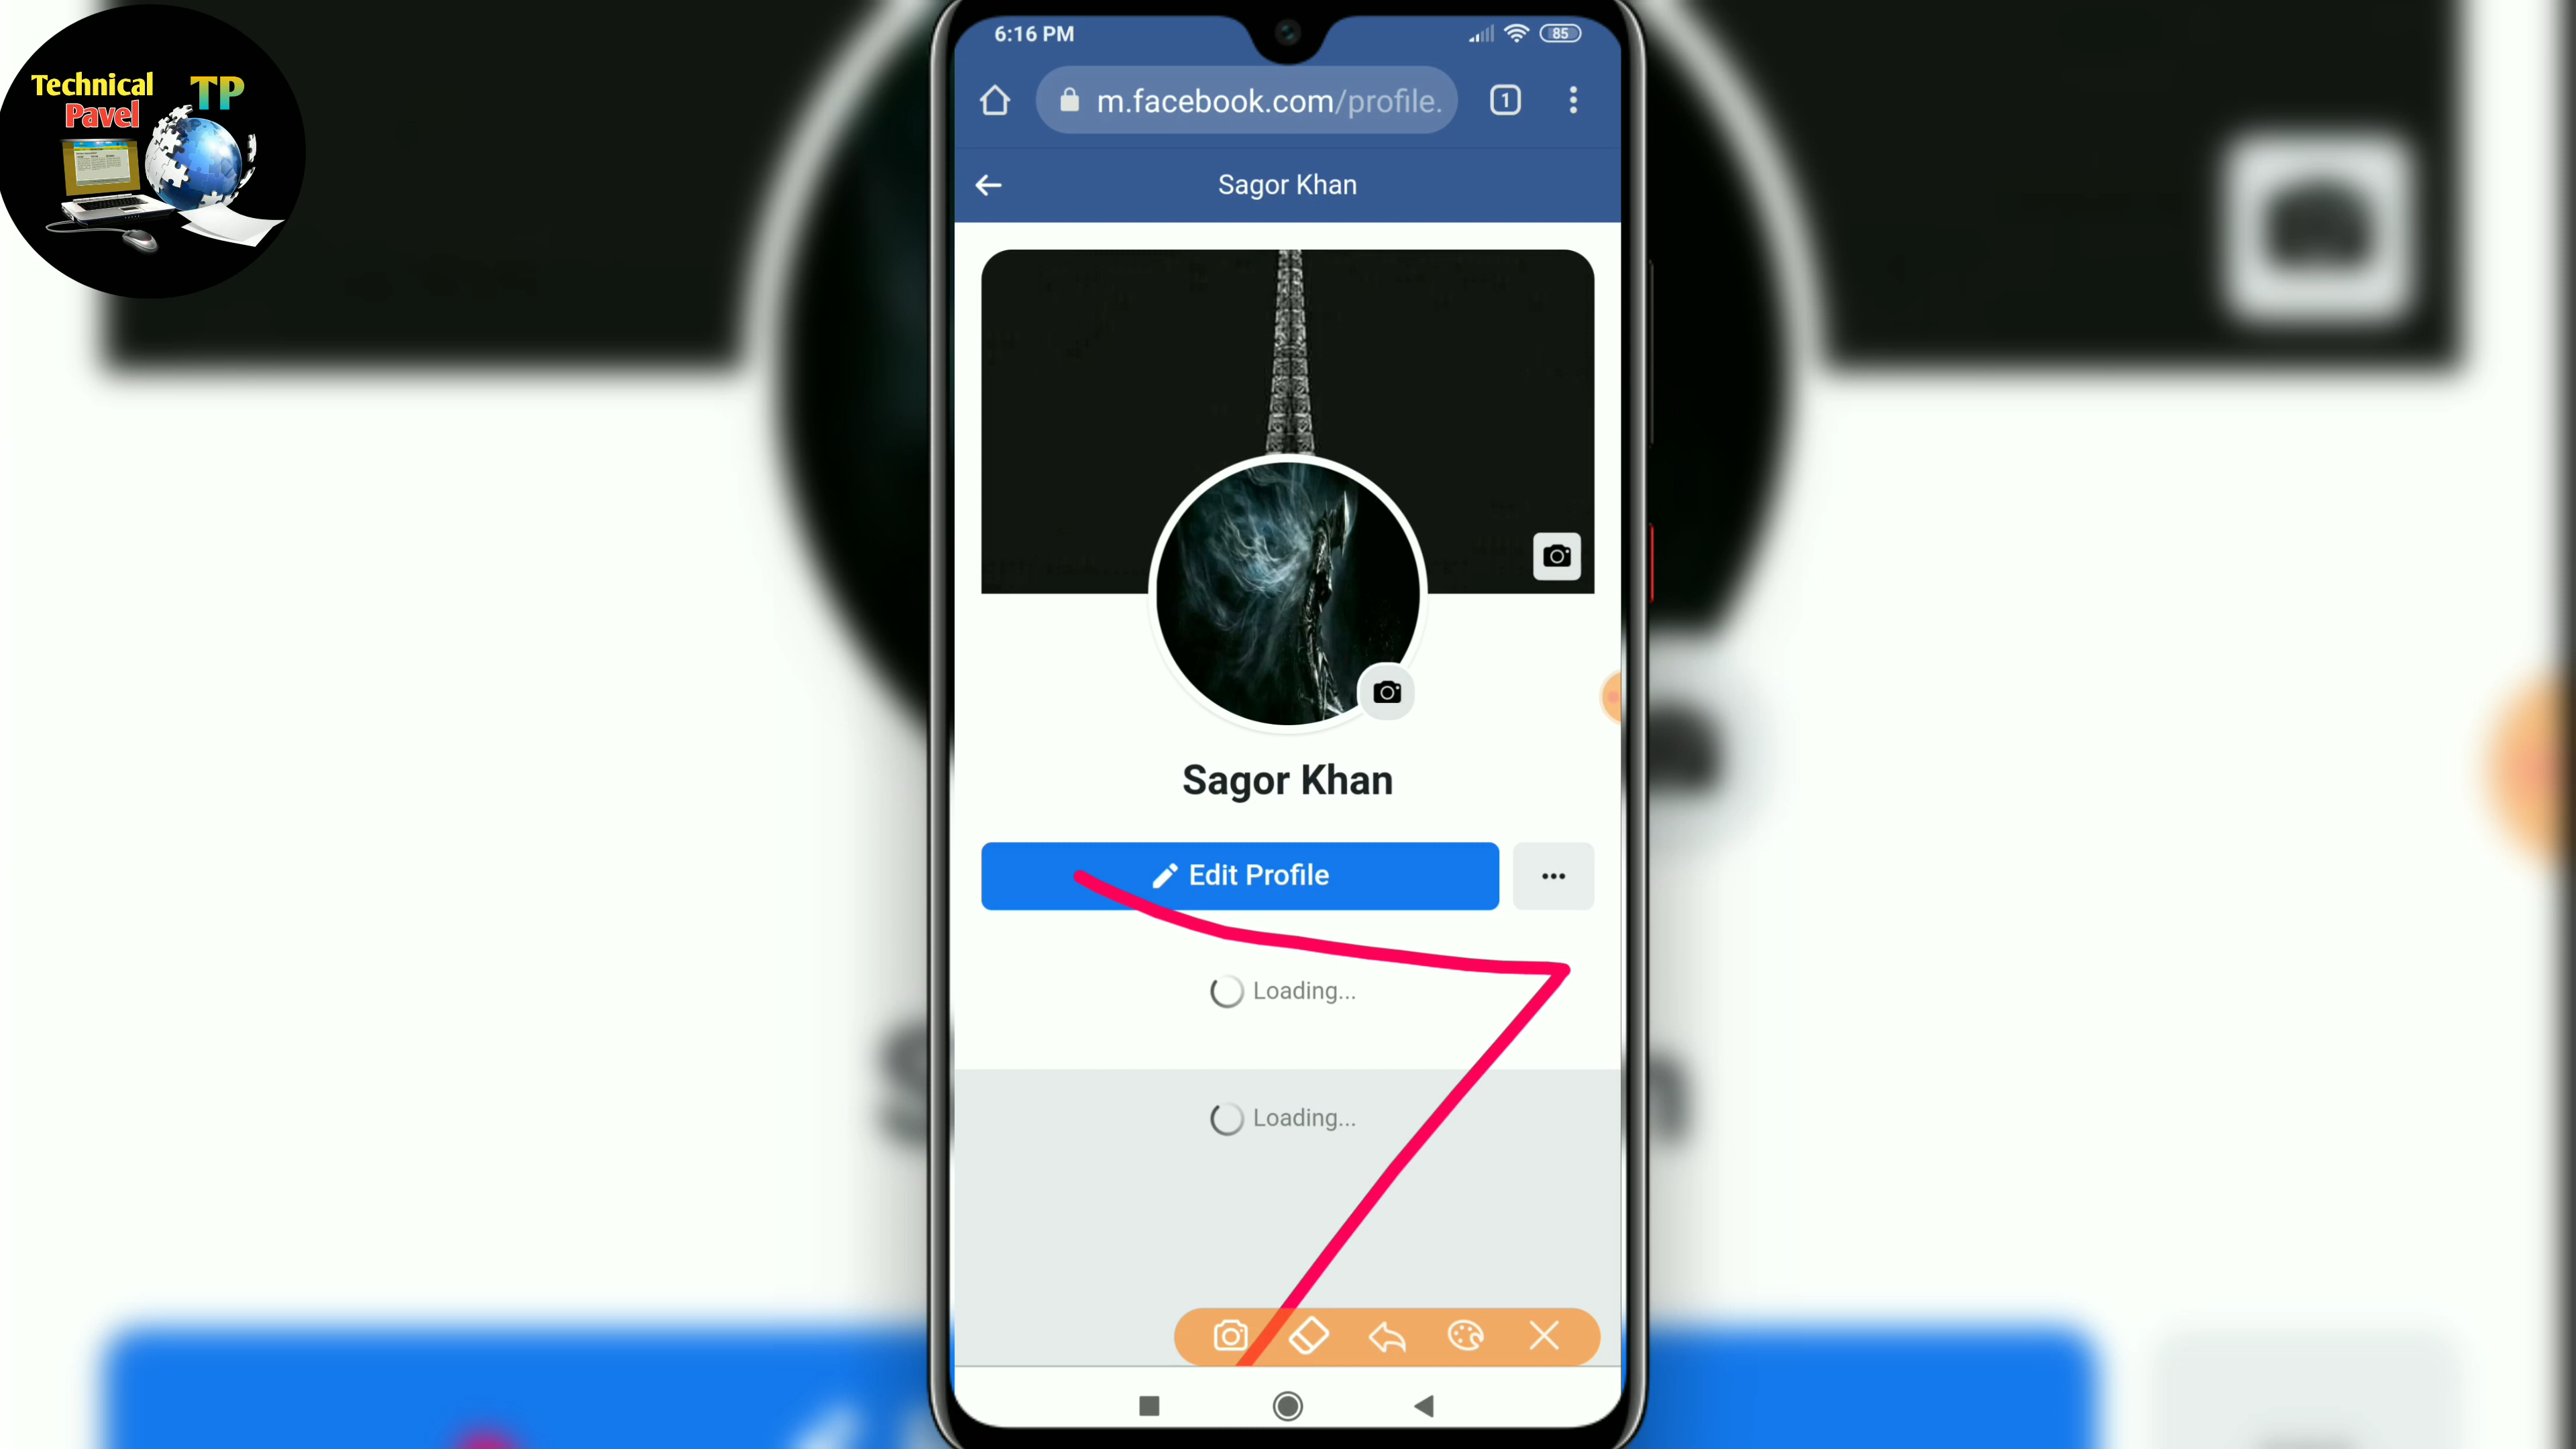 Technical
Pavel
TP
6:16 PM
85
m.facebook.com/profile.
1
Sagor Khan
Sagor Khan
Edit Profile
Loading...
Loading...